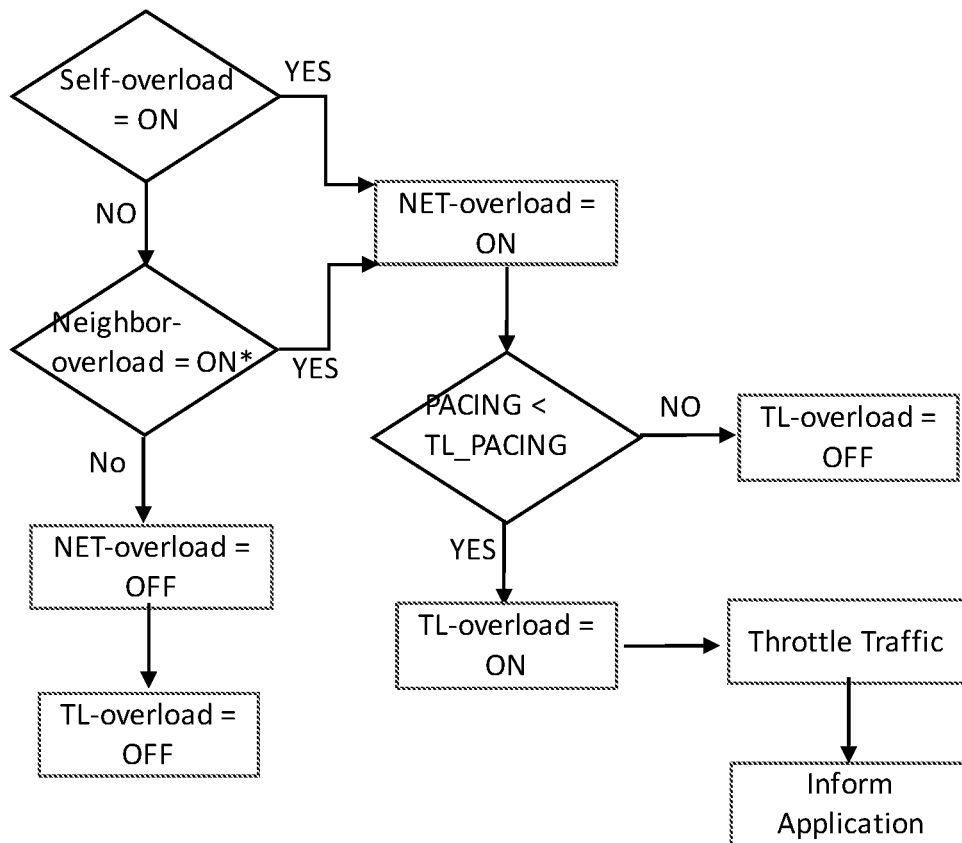 Self-overload
= ON
YES
NO
NET-overload =
ON
Neighbor-
overload = ON*
YES
No
PACING <
TL_PACING
NO
TL-overload =
OFF
NET-overload =
OFF
YES
TL-overload =
ON
Throttle Traffic
TL-overload =
OFF
Inform
Application